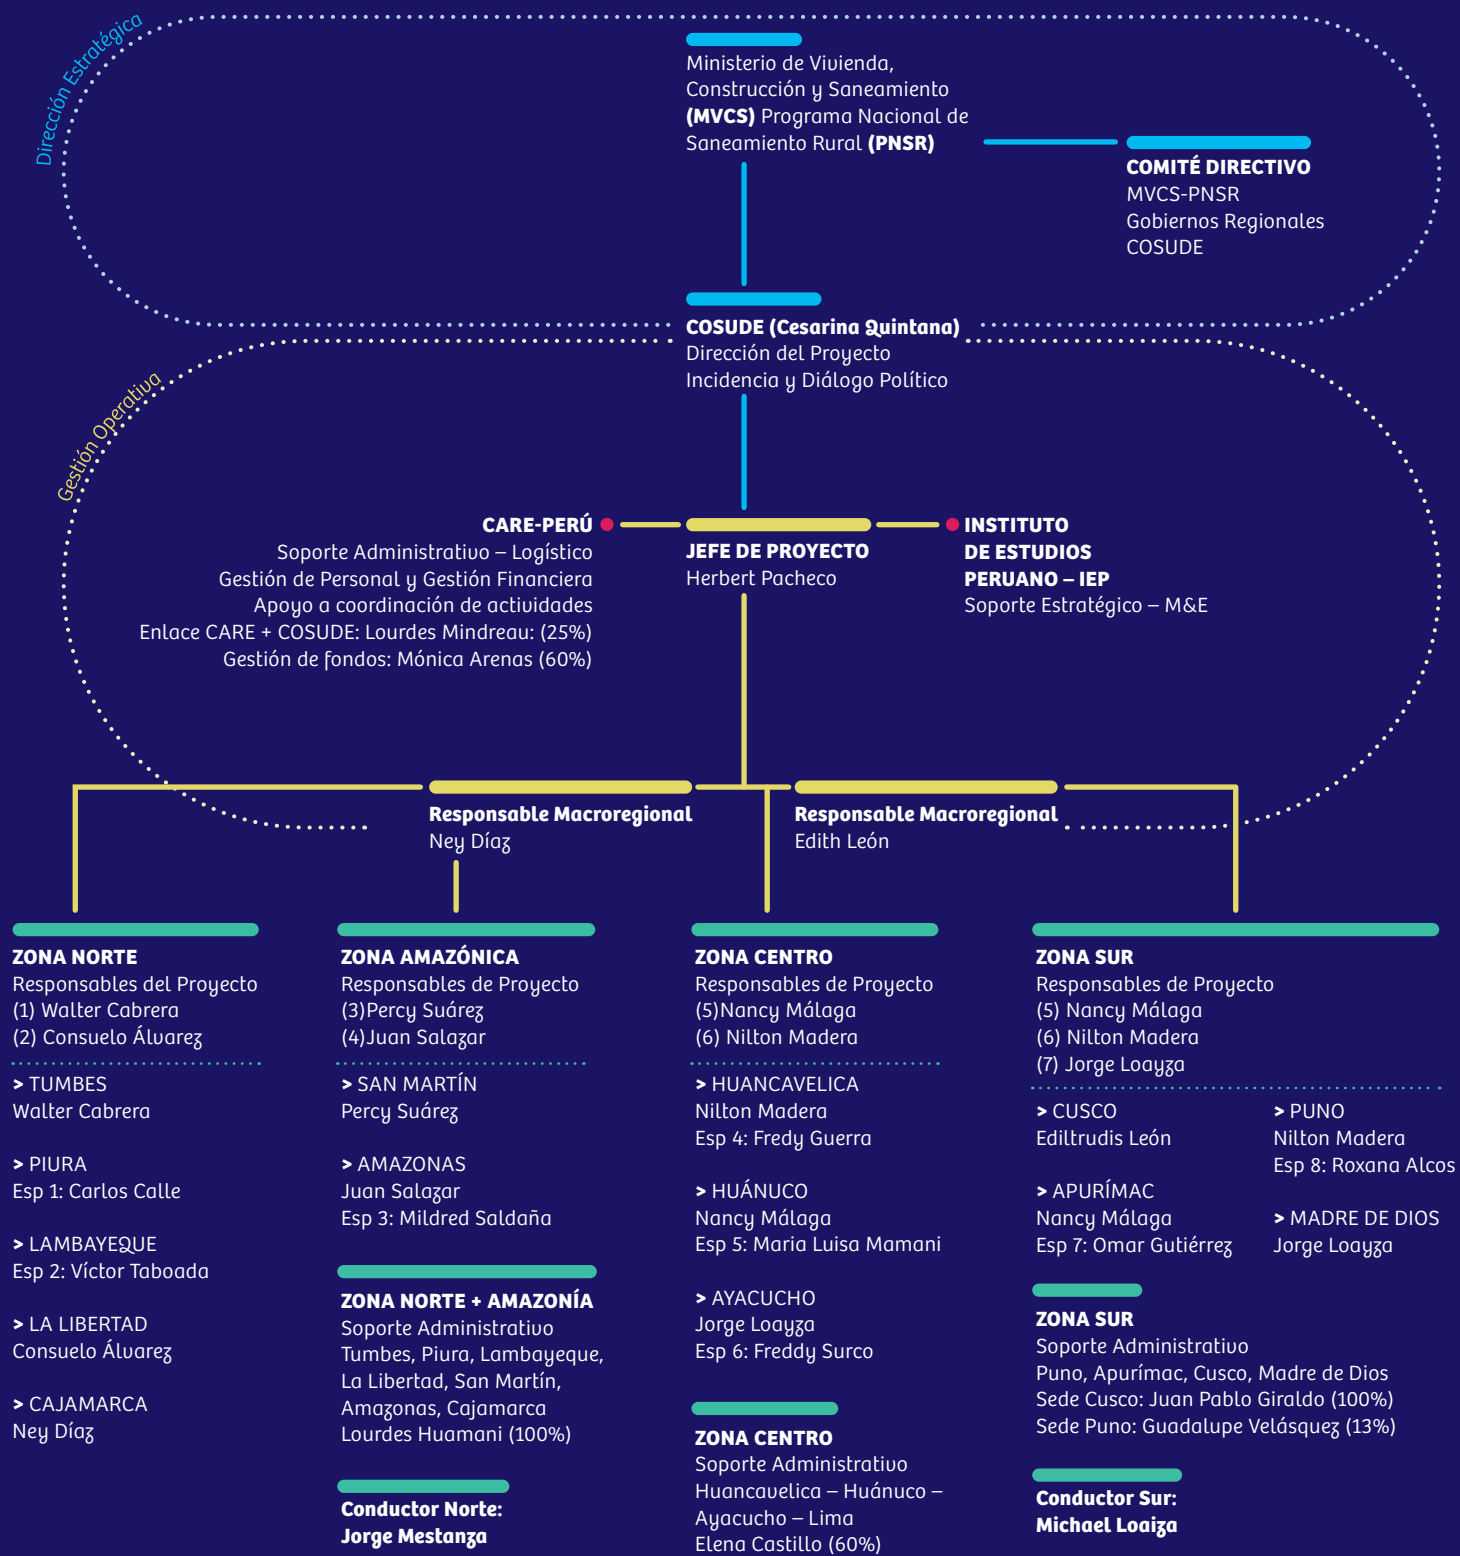 Dirección Estratégica
Ministerio de Vivienda,
Construcción y Saneamiento
(MVCS) Programa Nacional de
Saneamiento Rural (PNSR)
COMITÉ DIRECTIVO
MVCS-PNSR
Gobiernos Regionales
COSUDE
COSUDE (Cesarina Quintana)
Dirección del Proyecto
Incidencia y Diálogo Político
Gestión Operativa
CARE-PERÚ
Soporte Administrativo – Logístico
Gestión de Personal y Gestión Financiera
Apoyo a coordinación de actividades
Enlace CARE + COSUDE: Lourdes Mindreau: (25%)
Gestión de fondos: Mónica Arenas (60%)
JEFE DE PROYECTO
Herbert Pacheco
INSTITUTO
DE ESTUDIOS
PERUANO – IEP
Soporte Estratégico – M&E
Responsable Macroregional
Ney Díaz
Responsable Macroregional
Edith León
ZONA NORTE
Responsables del Proyecto
(1) Walter Cabrera
(2) Consuelo Álvarez
> TUMBES
Walter Cabrera
> PIURA
Esp 1: Carlos Calle
> LAMBAYEQUE
Esp 2: Víctor Taboada
> LA LIBERTAD
Consuelo Álvarez
> CAJAMARCA
Ney Díaz
ZONA AMAZÓNICA
Responsables de Proyecto
(3)Percy Suárez
(4)Juan Salazar
> SAN MARTÍN
Percy Suárez
> AMAZONAS
Juan Salazar
Esp 3: Mildred Saldaña
ZONA NORTE + AMAZONÍA
Soporte Administrativo
Tumbes, Piura, Lambayeque,
La Libertad, San Martín,
Amazonas, Cajamarca
Lourdes Huamani (100%)
Conductor Norte:
Jorge Mestanza
ZONA CENTRO
Responsables de Proyecto
(5)Nancy Málaga
(6) Nilton Madera
> HUANCAVELICA
Nilton Madera
Esp 4: Fredy Guerra
> HUÁNUCO
Nancy Málaga
Esp 5: Maria Luisa Mamani
> AYACUCHO
Jorge Loayza
Esp 6: Freddy Surco
ZONA CENTRO
Soporte Administrativo
Huancavelica – Huánuco –
Ayacucho – Lima
Elena Castillo (60%)
ZONA SUR
Responsables de Proyecto
(5) Nancy Málaga
(6) Nilton Madera
(7) Jorge Loayza
> CUSCO
Ediltrudis León
> APURÍMAC
Nancy Málaga
Esp 7: Omar Gutiérrez
> PUNO
Nilton Madera
Esp 8: Roxana Alcos
> MADRE DE DIOS
Jorge Loayza
ZONA SUR
Soporte Administrativo
Puno, Apurímac, Cusco, Madre de Dios
Sede Cusco: Juan Pablo Giraldo (100%)
Sede Puno: Guadalupe Velásquez (13%)
Conductor Sur:
Michael Loaiza